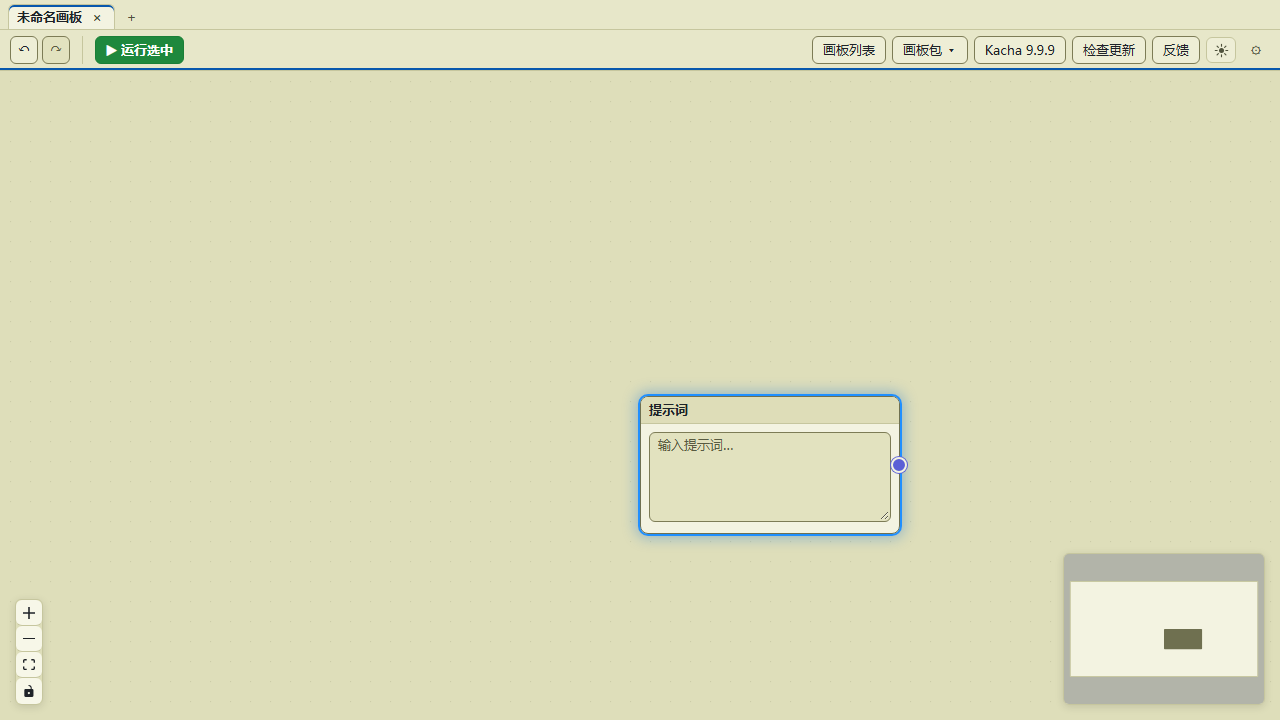 未命名画板 × +
运行选中
画板列表 画板包 Kacha 9.9.9 检查更新 反馈
提示词
输入提示词...